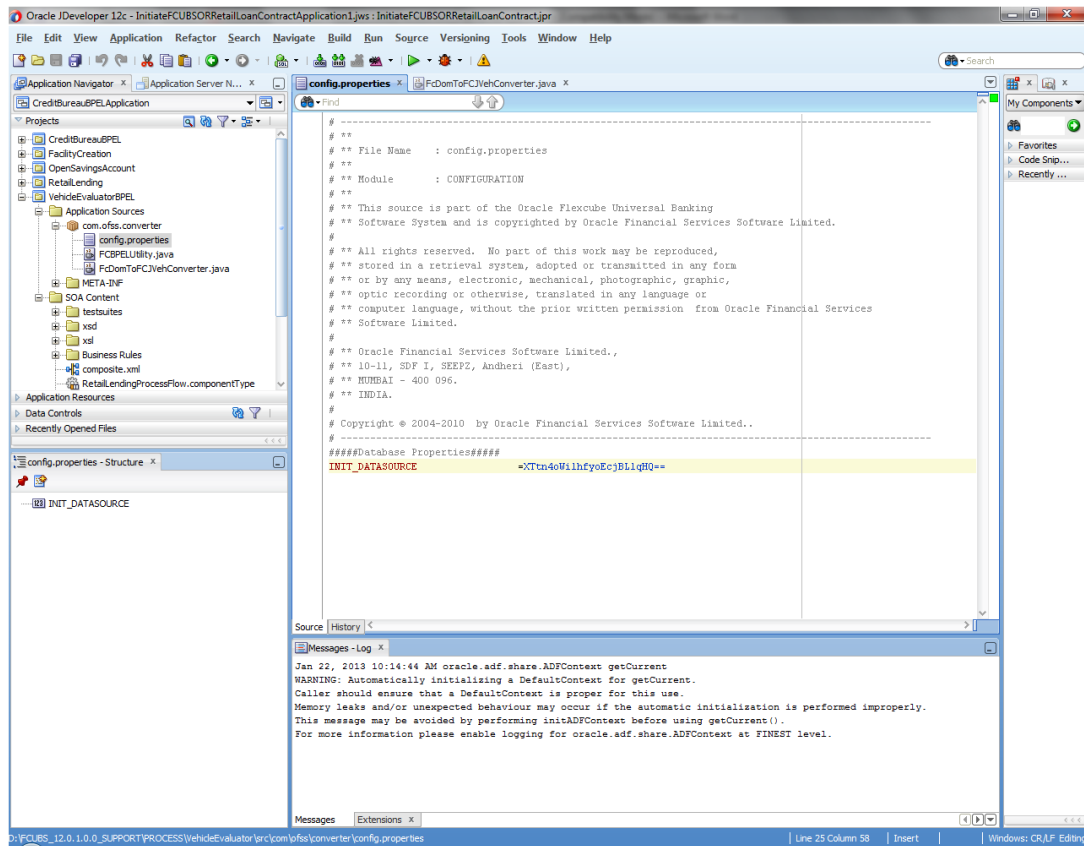 Oracle JDeveloper 12c - InitiateFCUBSORRetailLoanContractApplication1.jws : InitiateFCUBSORRetailLoanContract.jpr
File Edit View Application Refactor Search Navigate Build Run Source Versioning Tools Window Help
Search
Application Navigator x Application Server N... x
config.properties x FcDomToFCJVehConverter.java x
CreditBureauBPELApplication
Find
My Components
Projects
CreditBureauBPEL
FacilityCreation
OpenSavingsAccount
RetailLending
VehicleEvaluatorBPEL
Application Sources
com.ofss.converter
config.properties
FCBPELUtility.java
FcDomToFCJVehConverter.java
META-INF
SOA Content
testsuites
xsd
xsl
Business Rules
composite.xml
RetailLendingProcessFlow.componentType
Application Resources
Data Controls
Recently Opened Files
config.properties - Structure x
INIT_DATASOURCE
# ----------------------------------------------------------------------------------------------------
# **
# ** File Name : config.properties
# **
# ** Module : CONFIGURATION
# **
# ** This source is part of the Oracle Flexcube Universal Banking
# ** Software System and is copyrighted by Oracle Financial Services Software Limited.
#
# ** All rights reserved. No part of this work may be reproduced,
# ** stored in a retrieval system, adopted or transmitted in any form
# ** or by any means, electronic, mechanical, photographic, graphic,
# ** optic recording or otherwise, translated in any language or
# ** computer language, without the prior written permission from Oracle Financial Services
# ** Software Limited.
#
# ** Oracle Financial Services Software Limited.,
# ** 10-11, SDF I, SEEPZ, Andheri (East),
# ** MUMBAI - 400 096.
# ** INDIA.
#
# Copyright © 2004-2010 by Oracle Financial Services Software Limited..
# ----------------------------------------------------------------------------------------------------
#####Database Properties#####
INIT_DATASOURCE =XTtn4oWilhfyoEcjBLlqHQ==
Source History
Favorites
Code Snip...
Recently ...
Messages - Log x
Jan 22, 2013 10:14:44 AM oracle.adf.share.ADFContext getCurrent
WARNING: Automatically initializing a DefaultContext for getCurrent.
Caller should ensure that a DefaultContext is proper for this use.
Memory leaks and/or unexpected behaviour may occur if the automatic initialization is performed improperly.
This message may be avoided by performing initADFContext before using getCurrent().
For more information please enable logging for oracle.adf.share.ADFContext at FINEST level.
Messages Extensions x
D:\FCUBS_12.0.1.0.0_SUPPORT\PROCESS\VehicleEvaluator\src\com\ofss\converter\config.properties
Line 25 Column 58 Insert Windows: CR/LF Editing